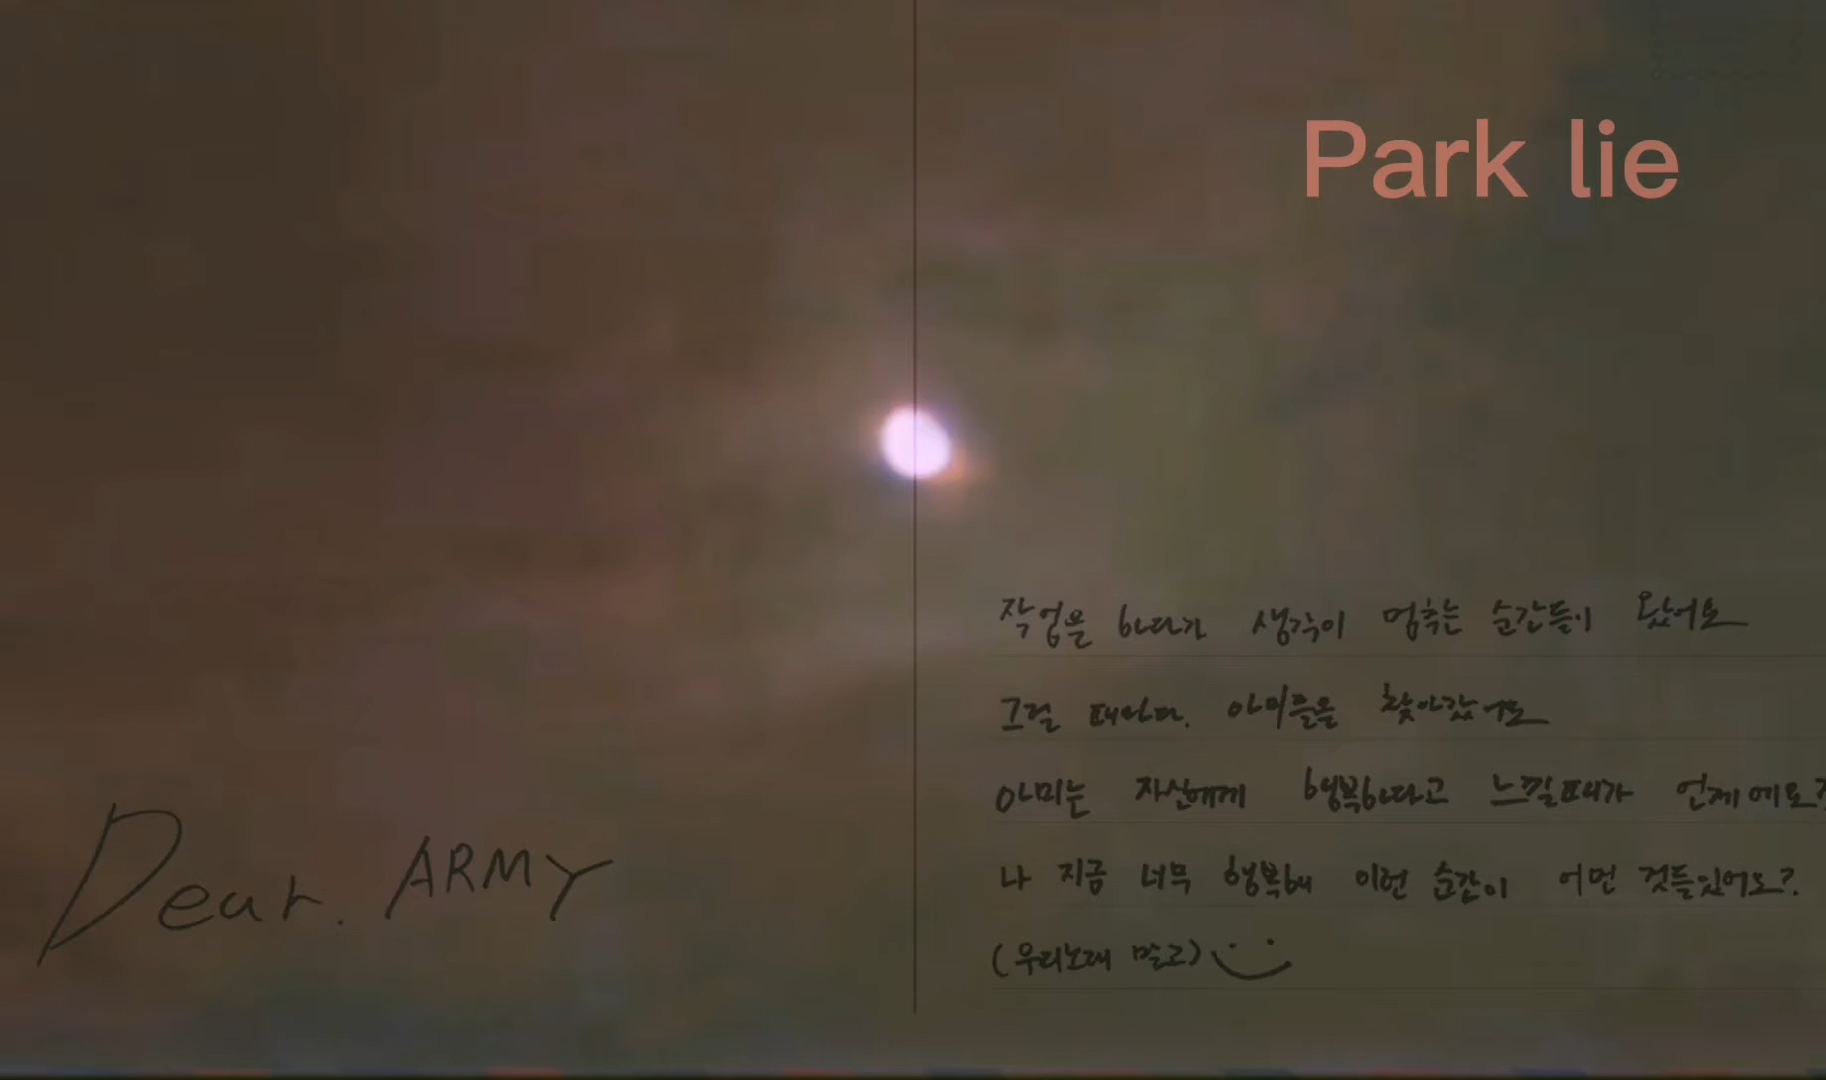 Park lie
작업을 하다가 생각이 멈추는 순간들이 왔어요
그럴 때마다. 아미들을 찾아갔어요
아미는 자신에게 행복하다고 느낄때가 언제에요?
나 지금 너무 행복해 이런 순간이 어떤 것들있어요?
(우리노래 말고)
Dear. ARMY